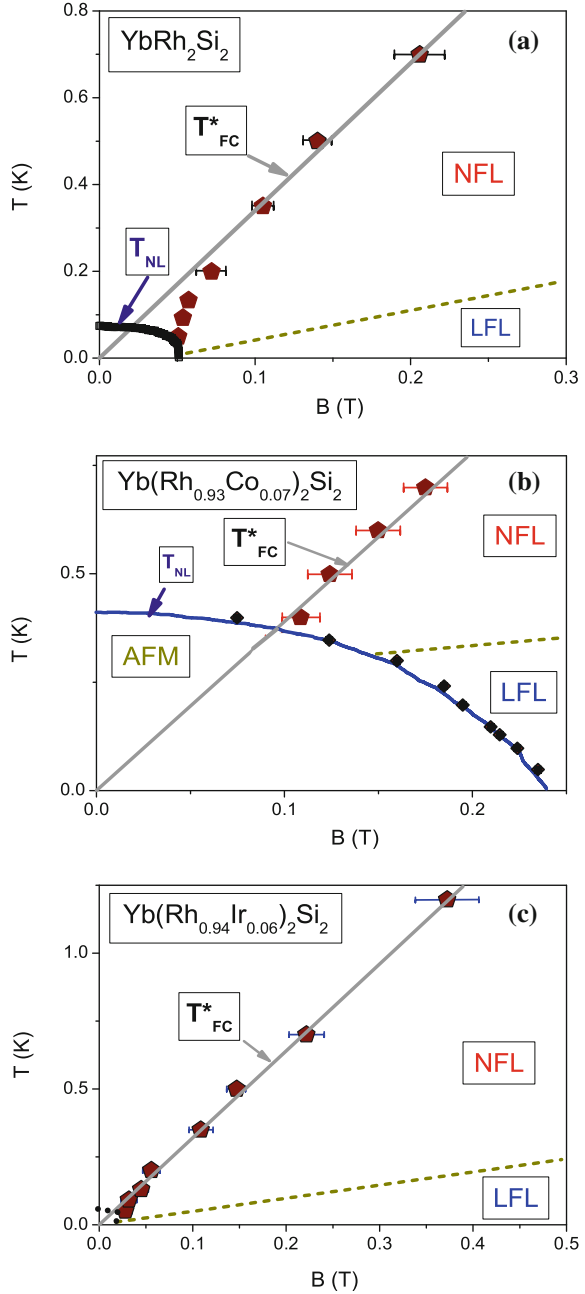 YbRh2Si2
(a)
0.8
0.6
0.4
0.2
0.0
T (K)
T*FC
TNL
NFL
LFL
0.0 0.1 0.2 0.3
B (T)
Yb(Rh0.93Co0.07)2Si2
(b)
0.5
0.0
T (K)
T*FC
TNL
AFM
NFL
LFL
0.0 0.1 0.2
B (T)
Yb(Rh0.94Ir0.06)2Si2
(c)
1.0
0.5
0.0
T (K)
T*FC
NFL
LFL
0.0 0.1 0.2 0.3 0.4 0.5
B (T)